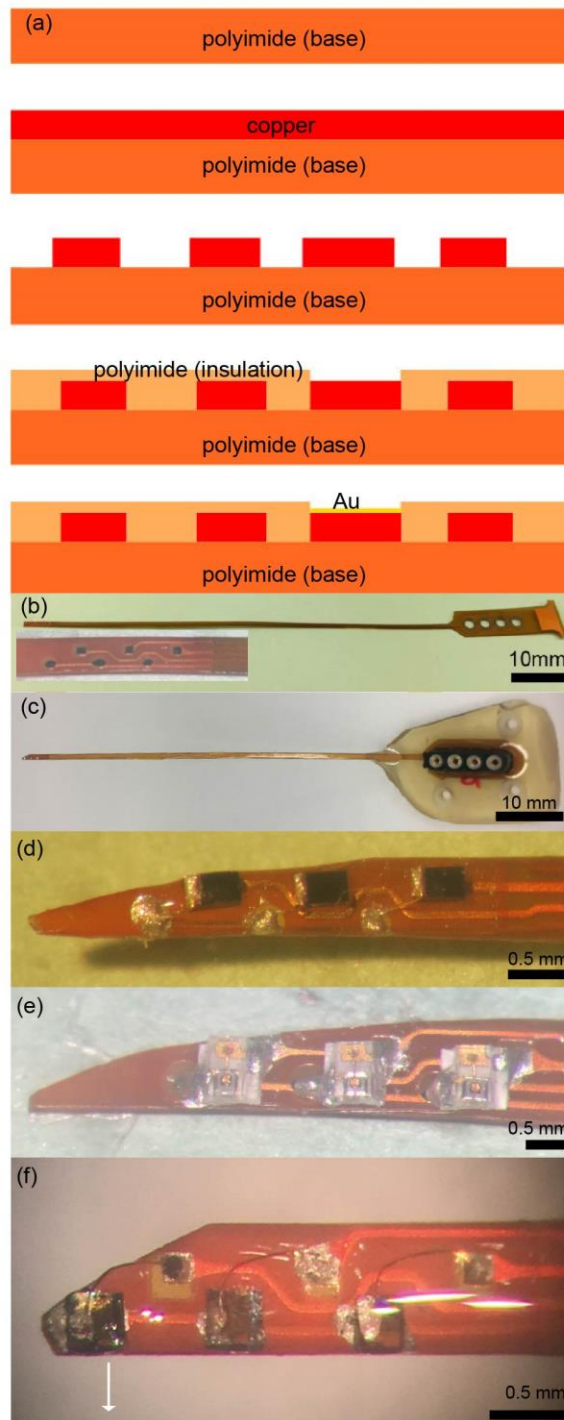 (a)
polyimide (base)
copper
polyimide (base)
polyimide (base)
polyimide (insulation)
polyimide (base)
Au
polyimide (base)
(b)
10mm
(c)
10 mm
(d)
0.5 mm
(e)
0.5 mm
(f)
0.5 mm